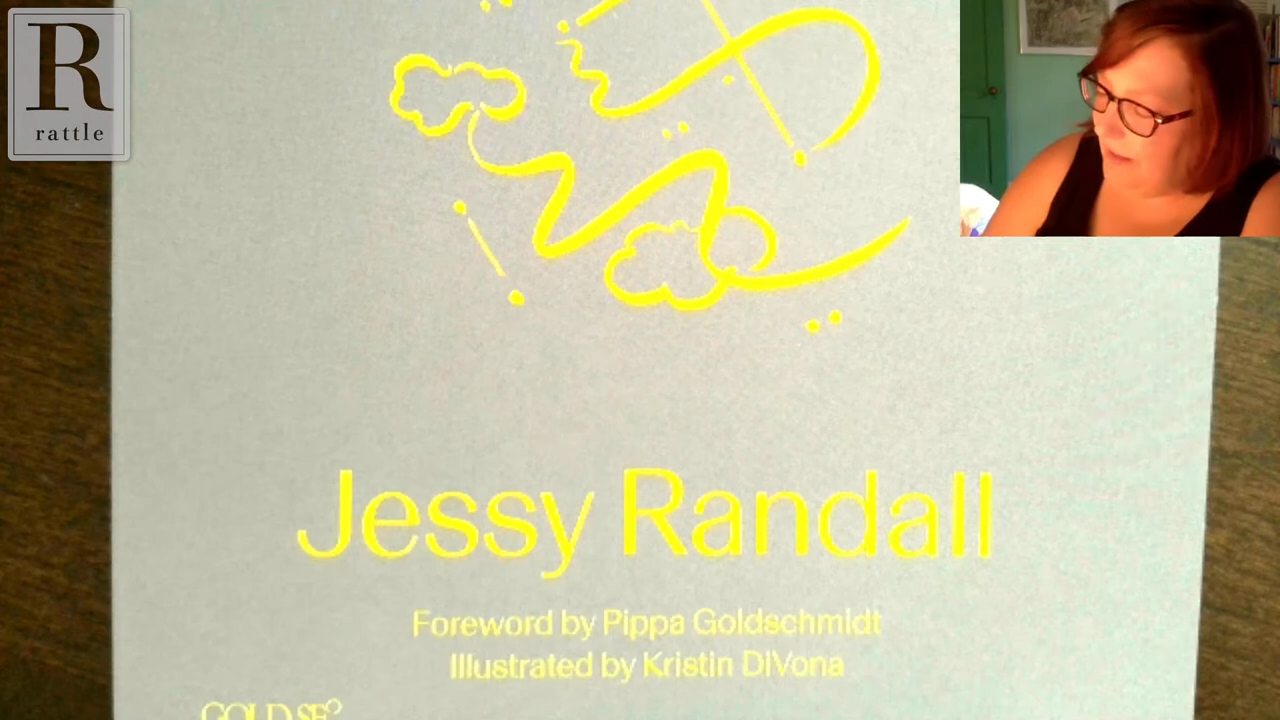 R
rattle
Jessy Randall
Foreword by Pippa Goldschmidt
Illustrated by Kristin DiVona